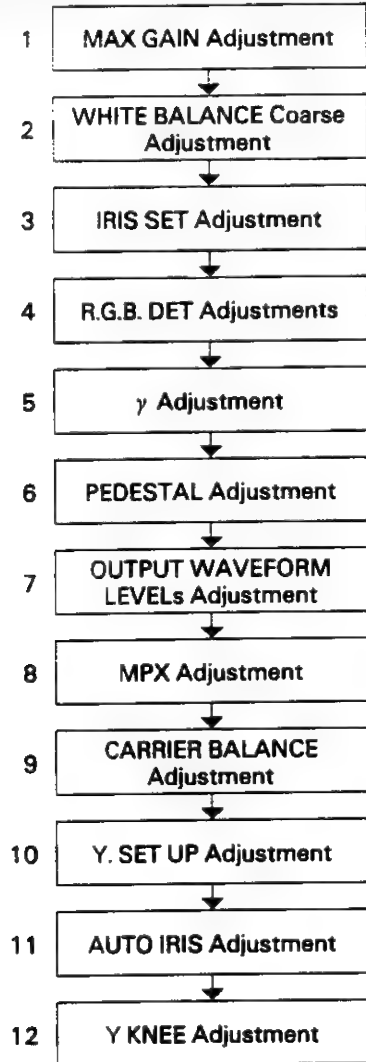 1 MAX GAIN Adjustment
2 WHITE BALANCE Coarse
Adjustment
3 IRIS SET Adjustment
4 R.G.B. DET Adjustments
5 γ Adjustment
6 PEDESTAL Adjustment
7 OUTPUT WAVEFORM
LEVELs Adjustment
8 MPX Adjustment
9 CARRIER BALANCE
Adjustment
10 Y. SET UP Adjustment
11 AUTO IRIS Adjustment
12 Y KNEE Adjustment